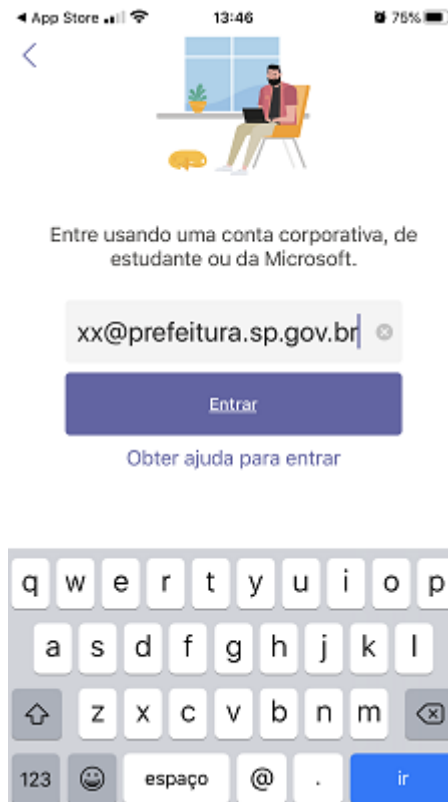 App Store 13:46 75%
Entre usando uma conta corporativa, de
estudante ou da Microsoft.
xx@prefeitura.sp.gov.br
Entrar
Obter ajuda para entrar
q w e r t y u i o p
a s d f g h j k l
z x c v b n m
123 espaço @ . ir